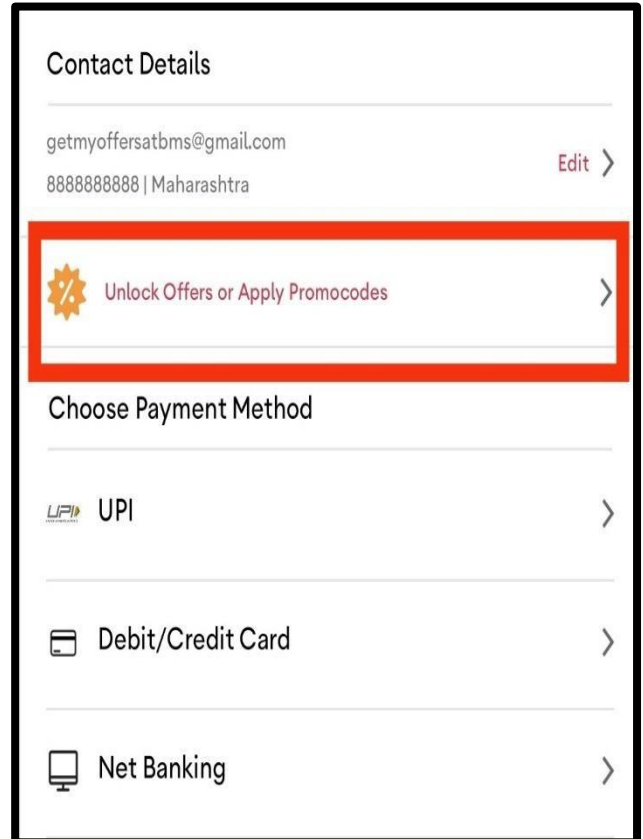 Contact Details
getmyoffersatbms@gmail.com
Edit
8888888888 | Maharashtra
Unlock Offers or Apply Promocodes
Choose Payment Method
UPI UPI
Debit/Credit Card
Net Banking